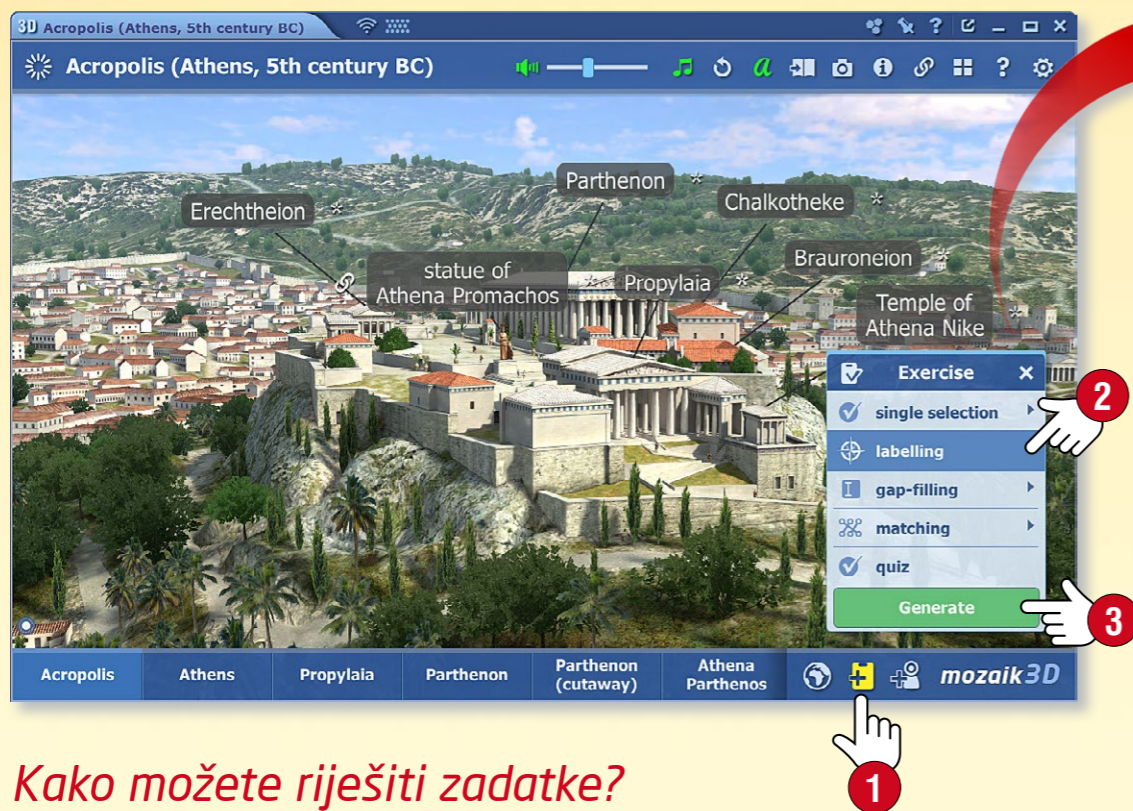 3D Acropolis (Athens, 5th century BC)
?
Acropolis (Athens, 5th century BC)
a
?
Parthenon
Erechtheion
Chalkotheke
statue of
Athena Promachos
Propylaia
Brauroneion
Temple of
Athena Nike
Exercise
single selection
labelling
gap-filling
matching
quiz
Generate
2
3
Acropolis
Athens
Propylaia
Parthenon
Parthenon
(cutaway)
Athena
Parthenos
mozaik3D
1
Kako možete riješiti zadatke?